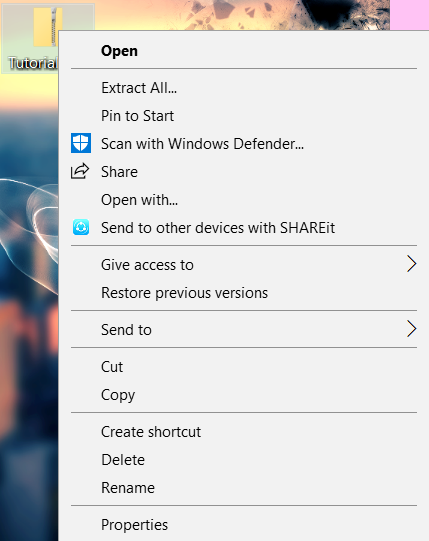 Tutoria
Open
Extract All...
Pin to Start
Scan with Windows Defender...
Share
Open with...
Send to other devices with SHAREit
Give access to
Restore previous versions
Send to
Cut
Copy
Create shortcut
Delete
Rename
Properties